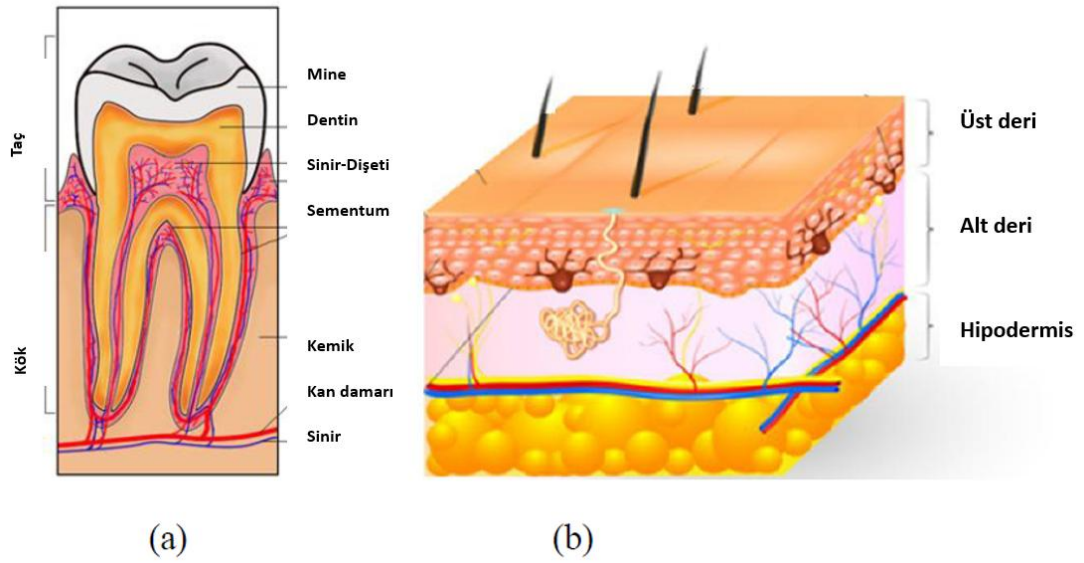 Taç
Kök
Mine
Dentin
Sinir-Dişeti
Sementum
Kemik
Kan damarı
Sinir
(a)
Üst deri
Alt deri
Hipodermis
(b)